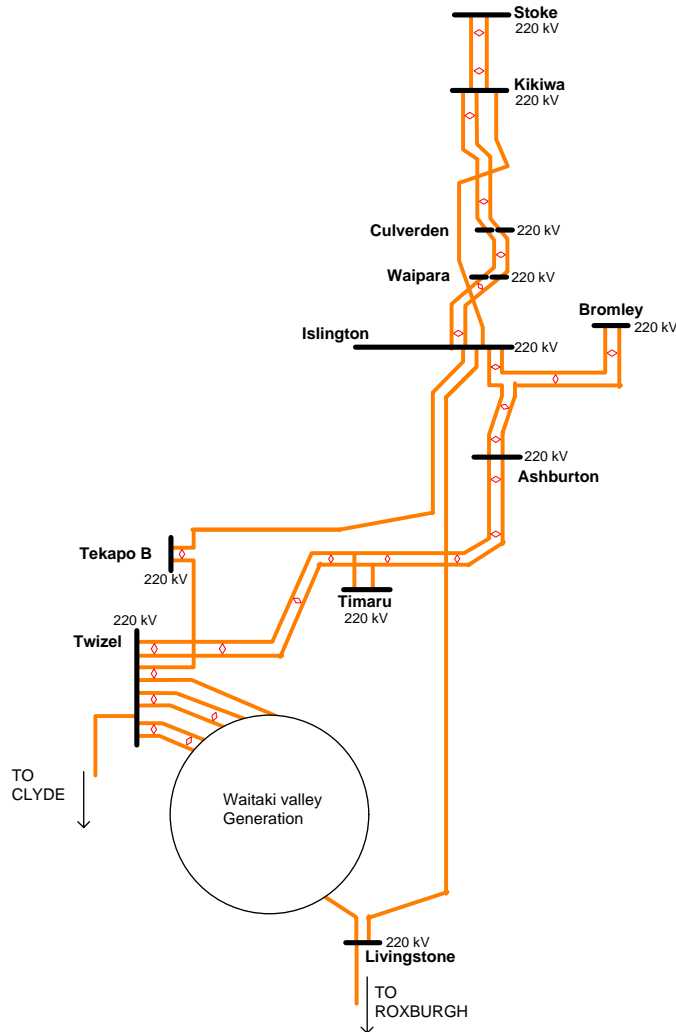 Stoke
220 kV
Kikiwa
220 kV
Culverden
220 kV
Waipara
220 kV
Bromley
220 kV
Islington
220 kV
220 kV
Ashburton
Tekapo B
220 kV
Timaru
220 kV
220 kV
Twizel
TO
CLYDE
Waitaki valley
Generation
220 kV
Livingstone
TO
ROXBURGH